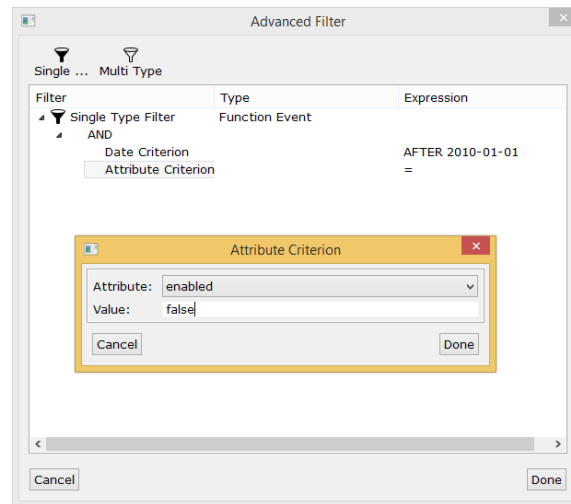 Advanced Filter
Single ... Multi Type
Filter Type Expression
Single Type Filter Function Event
AND
Date Criterion AFTER 2010-01-01
Attribute Criterion =
Attribute Criterion
Attribute: enabled
Value: false
Cancel Done
Cancel Done